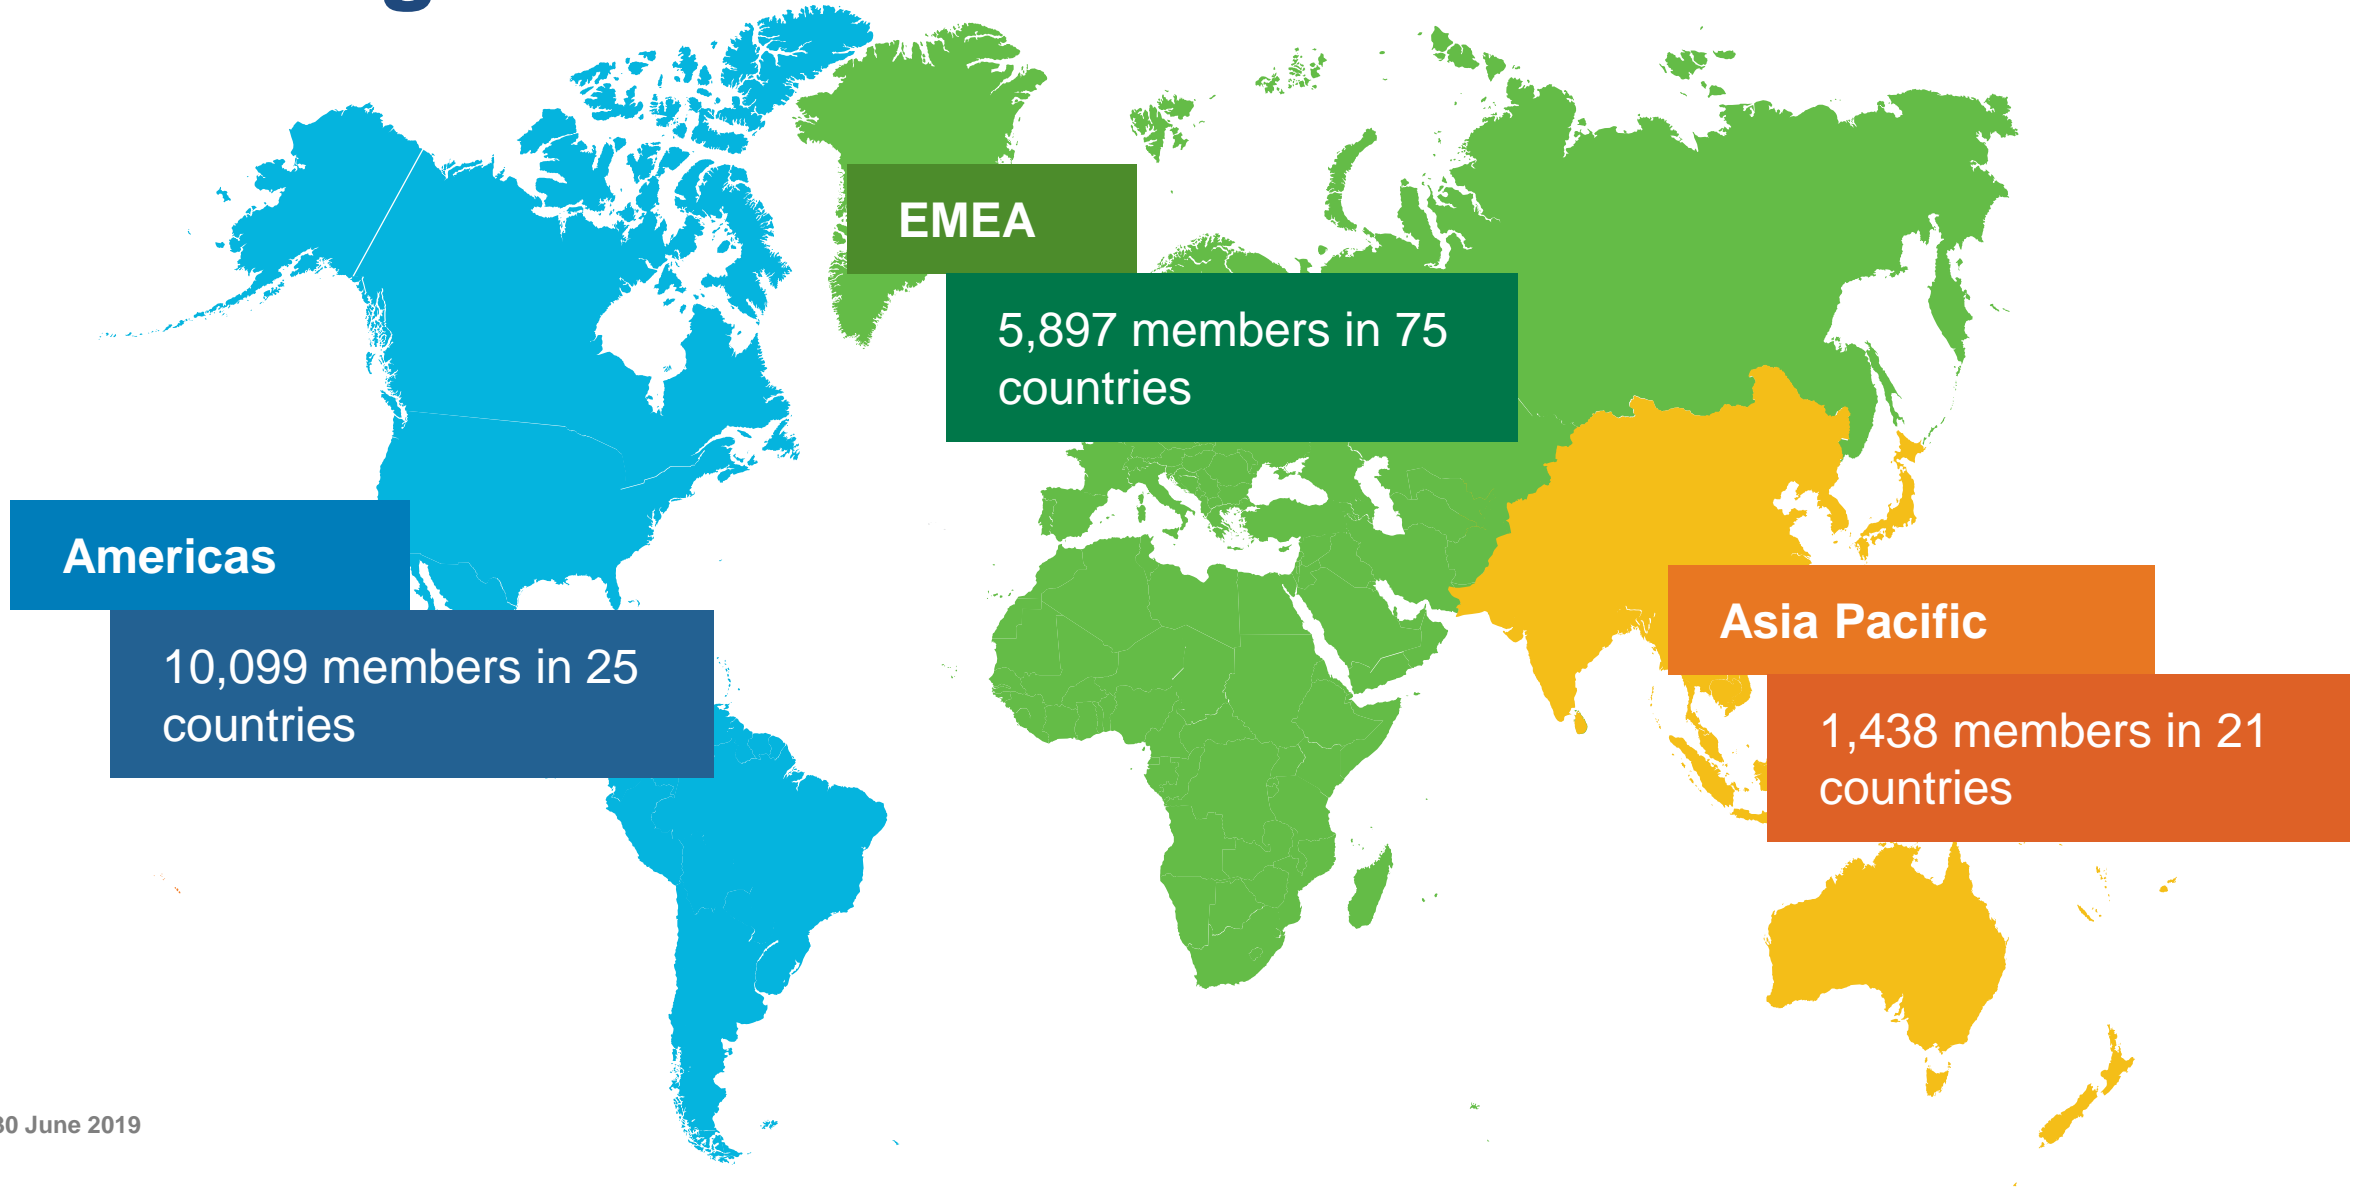 EMEA
5,897 members in 75
countries
Americas
10,099 members in 25
countries
Asia Pacific
1,438 members in 21
countries
30 June 2019